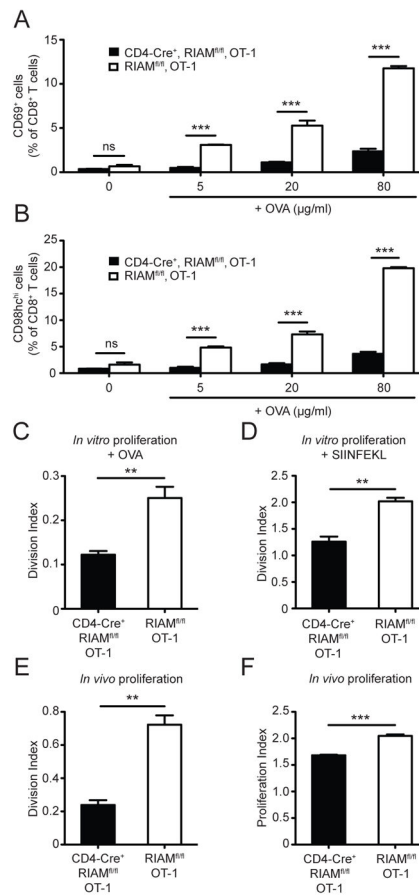 A
CD4-Cre⁺, RIAMᶠˡ/ᶠˡ, OT-1
RIAMᶠˡ/ᶠˡ, OT-1
CD69⁺ cells
(% of CD8⁺ T cells)
15
10
5
0
ns
***
***
***
0
5
20
80
+ OVA (µg/ml)
B
CD4-Cre⁺, RIAMᶠˡ/ᶠˡ, OT-1
RIAMᶠˡ/ᶠˡ, OT-1
CD98hcʰⁱ cells
(% of CD8⁺ T cells)
25
20
15
10
5
0
ns
***
***
***
0
5
20
80
+ OVA (µg/ml)
C
In vitro proliferation
+ OVA
Division Index
0.3
0.2
0.1
0
**
CD4-Cre⁺
RIAMᶠˡ/ᶠˡ
OT-1
RIAMᶠˡ/ᶠˡ
OT-1
D
In vitro proliferation
+ SIINFEKL
Division Index
2.5
2.0
1.5
1.0
0.5
0
**
CD4-Cre⁺
RIAMᶠˡ/ᶠˡ
OT-1
RIAMᶠˡ/ᶠˡ
OT-1
E
In vivo proliferation
Division Index
0.8
0.6
0.4
0.2
0
**
CD4-Cre⁺
RIAMᶠˡ/ᶠˡ
OT-1
RIAMᶠˡ/ᶠˡ
OT-1
F
In vivo proliferation
Proliferation Index
2.5
2.0
1.5
1.0
0.5
0
***
CD4-Cre⁺
RIAMᶠˡ/ᶠˡ
OT-1
RIAMᶠˡ/ᶠˡ
OT-1